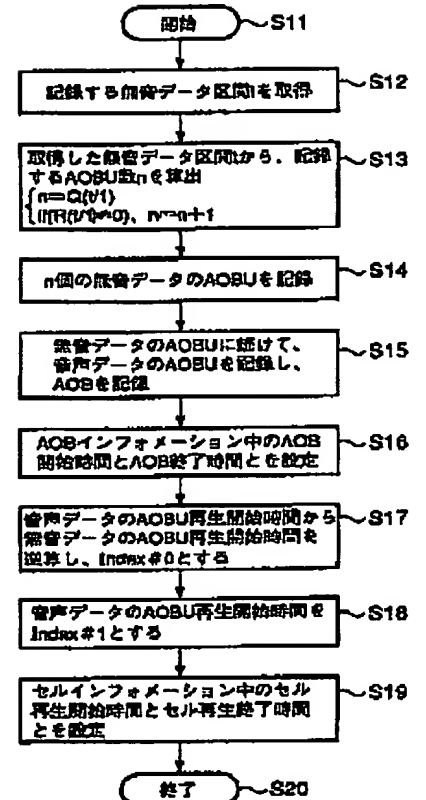 開始
S11
記録する無音データ区間tを取得
S12
取得した無音データ区間tから、記録
するAOBU数nを算出
n=Q(t/1)
if(R(t/1)≠0)、n=n+1
S13
n個の無音データのAOBUを記録
S14
無音データのAOBUに続けて、
音声データのAOBUを記録し、
AOBを記録
S15
AOBインフォメーション中のAOB
開始時間とAOB終了時間とを設定
S16
音声データのAOBU再生開始時間から
無音データのAOBU再生開始時間を
逆算し、Index#0とする
S17
音声データのAOBU再生開始時間を
Index#1とする
S18
セルインフォメーション中のセル
再生開始時間とセル再生終了時間
とを設定
S19
終了
S20